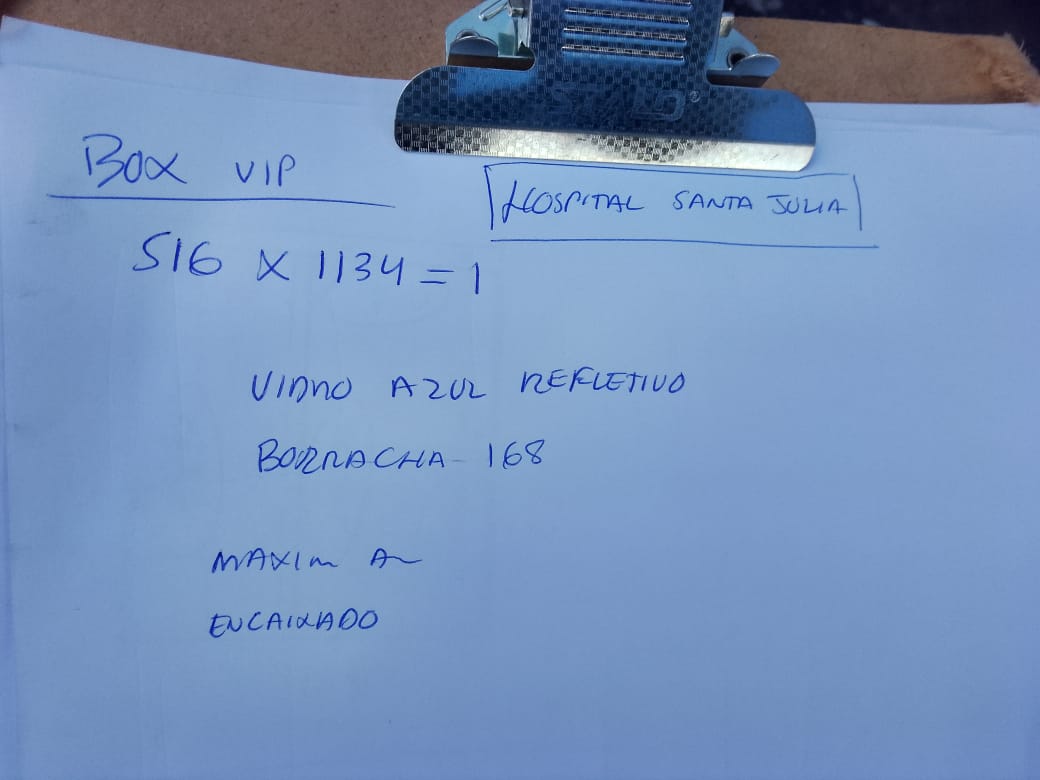 BOX VIP
HOSPITAL SANTA JULIA
516 X 1134 = 1
VIDRO AZUL REFLETIVO
BORRACHA - 168
MAXIM AR
ENCAIXADO